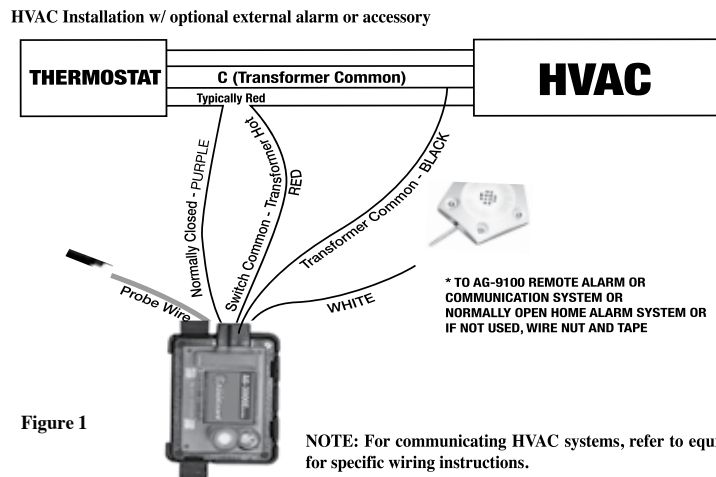 HVAC Installation w/ optional external alarm or accessory
THERMOSTAT
C (Transformer Common)
HVAC
Typically Red
Normally Closed - PURPLE
Switch Common - Transformer Hot
RED
Transformer Common - BLACK
Probe Wire
WHITE
* TO AG-9100 REMOTE ALARM OR
COMMUNICATION SYSTEM OR
NORMALLY OPEN HOME ALARM SYSTEM OR
IF NOT USED, WIRE NUT AND TAPE
Figure 1
NOTE: For communicating HVAC systems, refer to equi
for specific wiring instructions.